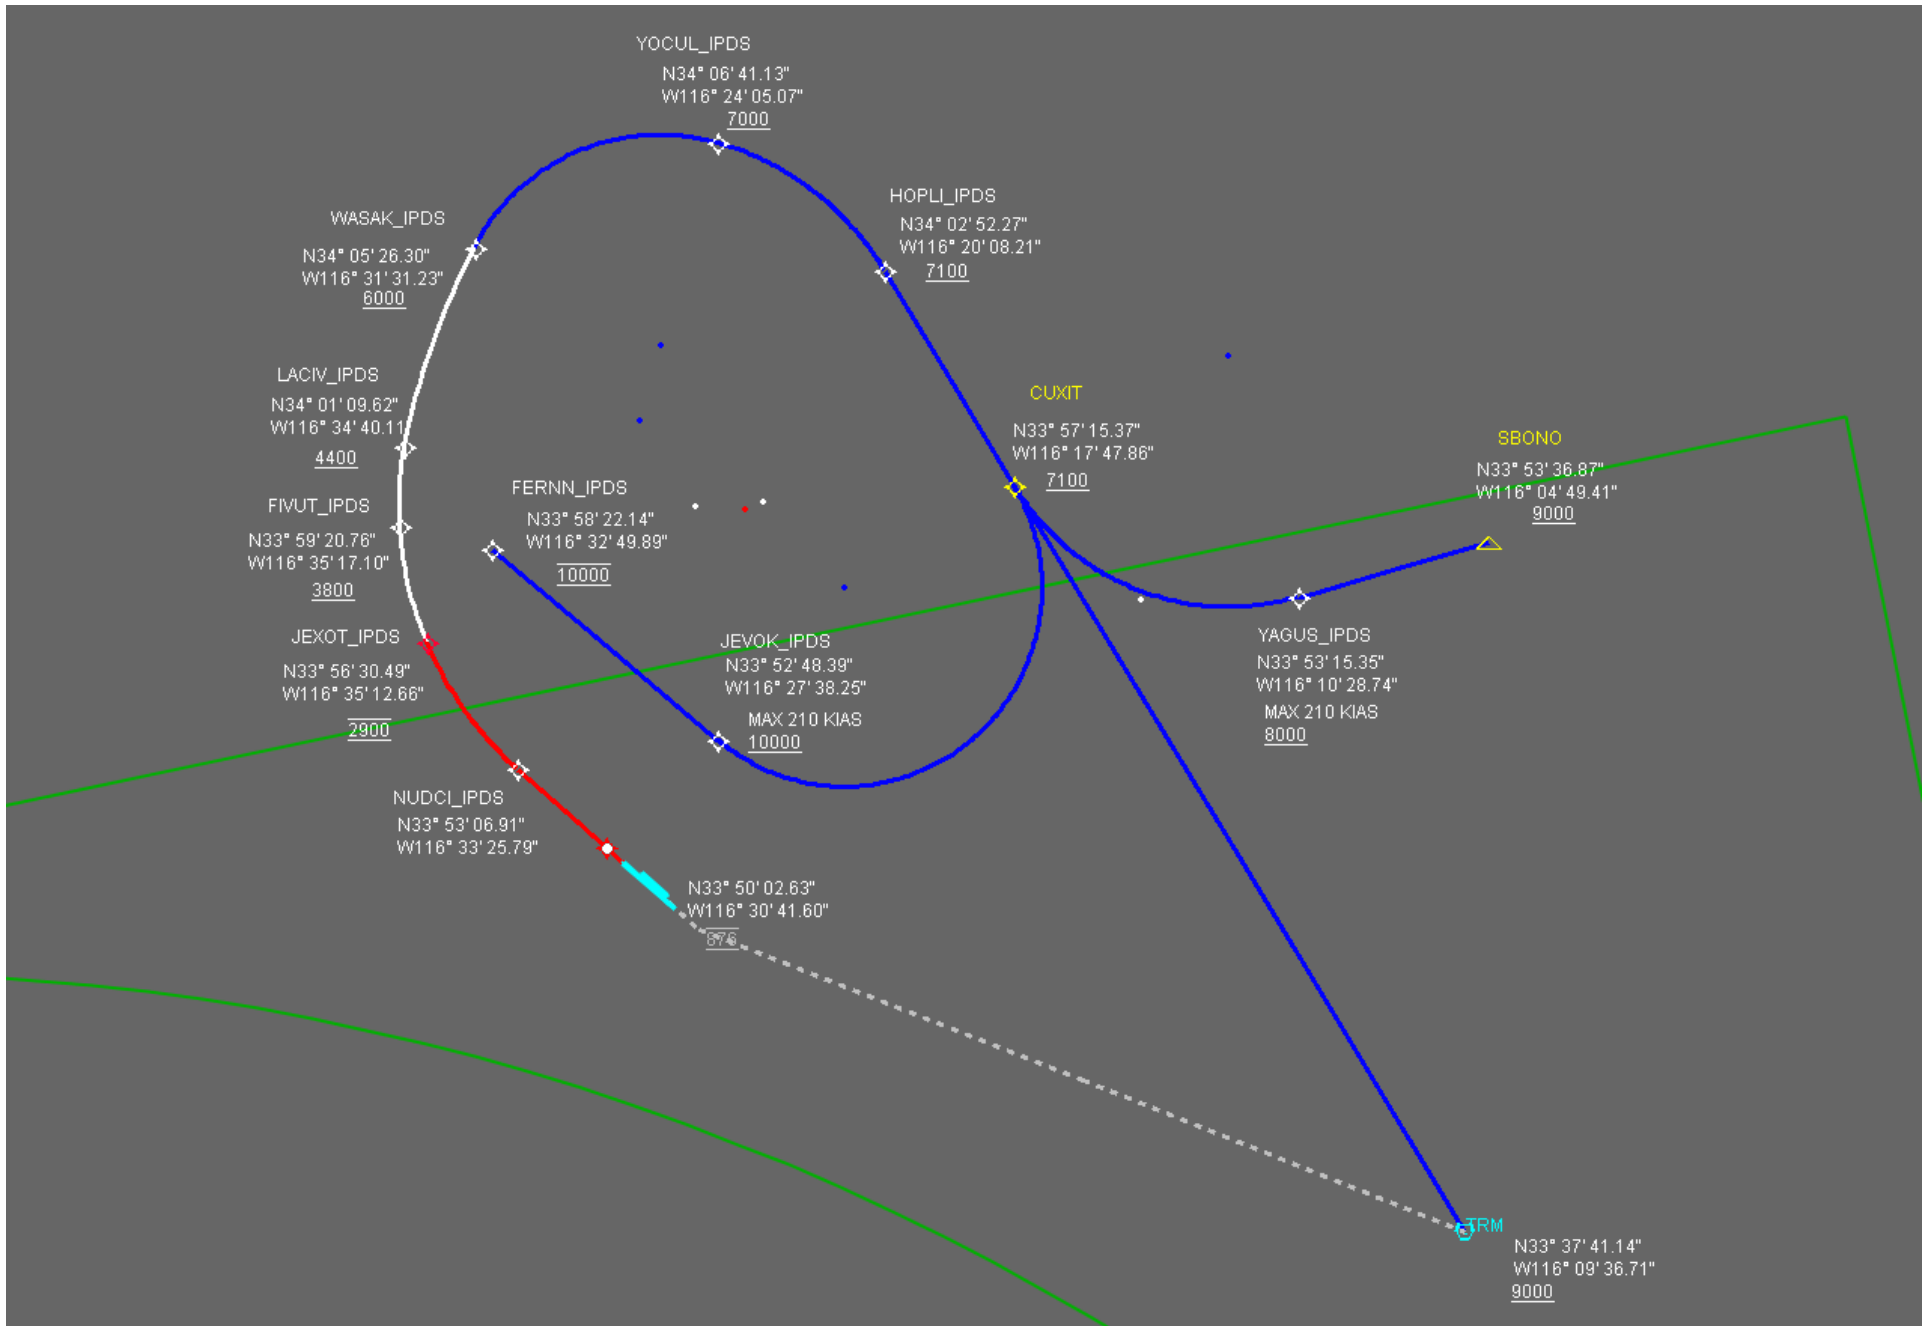 YOCUL_IPDS
N34° 06' 41.13"
W116° 24' 05.07"
7000
HOPLI_IPDS
N34° 02' 52.27"
W116° 20' 08.21"
7100
WASAK_IPDS
N34° 05' 26.30"
W116° 31' 31.23"
6000
LACIV_IPDS
N34° 01' 09.62"
W116° 34' 40.11
4400
CUXIT
N33° 57' 15.37"
W116° 17' 47.86"
7100
SBONO
N33° 53' 36.87"
W116° 04' 49.41"
9000
FERNN_IPDS
N33° 58' 22.14"
W116° 32' 49.89"
10000
FIVUT_IPDS
N33° 59' 20.76"
W116° 35' 17.10"
3800
JEXOT_IPDS
N33° 56' 30.49"
W116° 35' 12.66"
2900
JEVOK_IPDS
N33° 52' 48.39"
W116° 27' 38.25"
MAX 210 KIAS
10000
YAGUS_IPDS
N33° 53' 15.35"
W116° 10' 28.74"
MAX 210 KIAS
8000
NUDCI_IPDS
N33° 53' 06.91"
W116° 33' 25.79"
N33° 50' 02.63"
W116° 30' 41.60"
876
TRM
N33° 37' 41.14"
W116° 09' 36.71"
9000